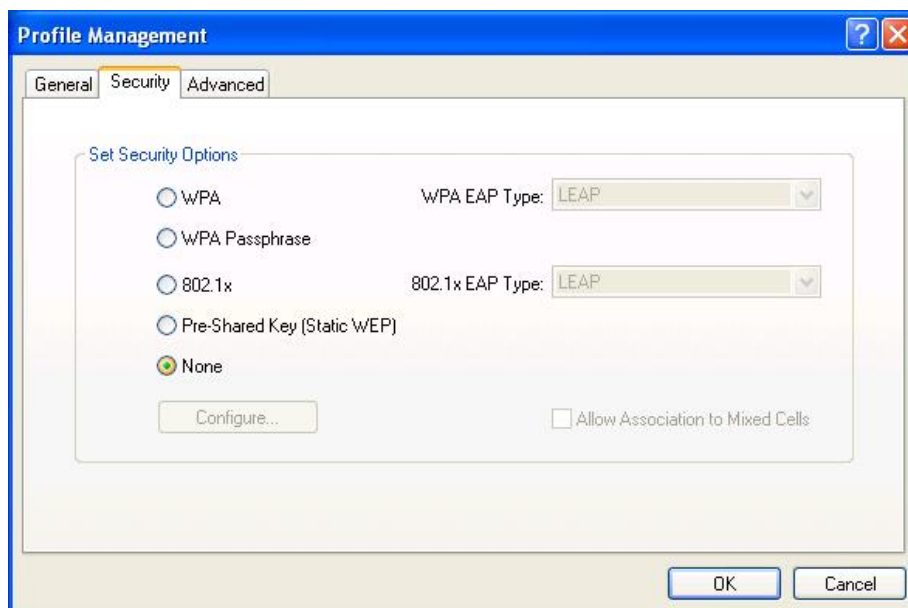 Profile Management
General Security Advanced
Set Security Options
WPA WPA EAP Type: LEAP
WPA Passphrase
802.1x 802.1x EAP Type: LEAP
Pre-Shared Key (Static WEP)
None
Configure... Allow Association to Mixed Cells
OK Cancel